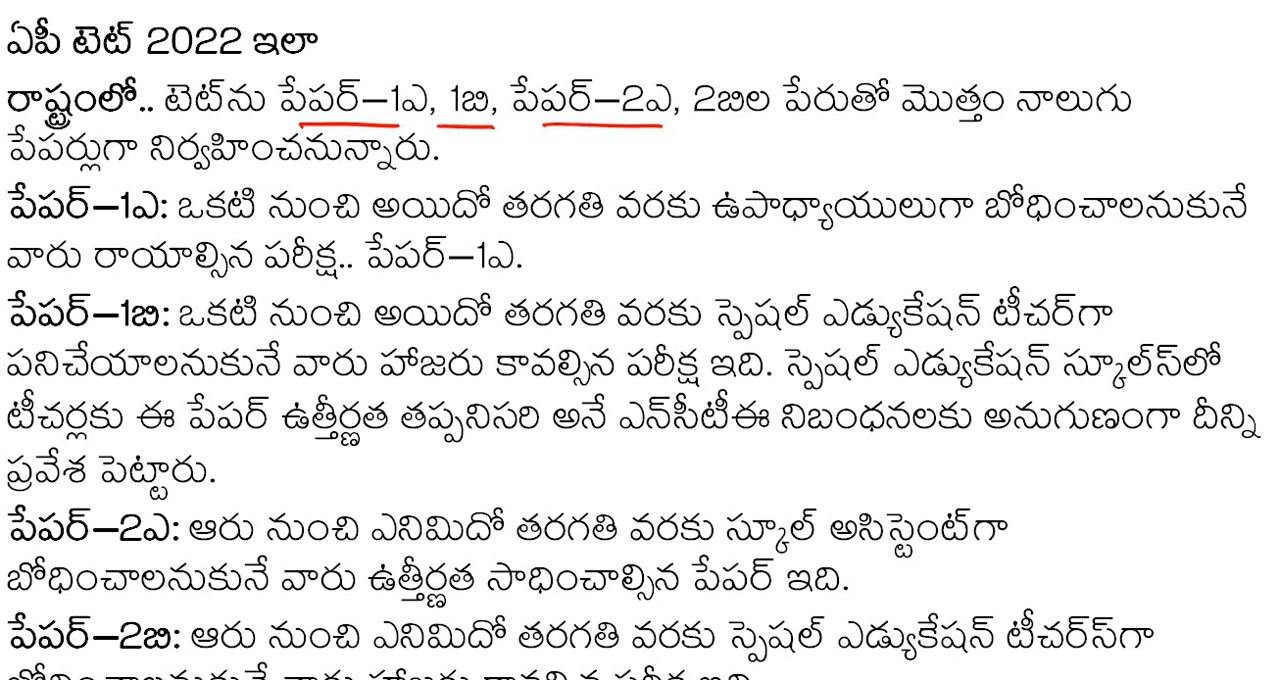 ఏపీ టెట్ 2022 ఇలా
రాష్ట్రంలో.. టెట్‌ను పేపర్–1ఎ, 1బి, పేపర్–2ఎ, 2బిల పేరుతో మొత్తం నాలుగు
పేపర్లుగా నిర్వహించనున్నారు.
పేపర్–1ఎ: ఒకటి నుంచి అయిదో తరగతి వరకు ఉపాధ్యాయులుగా బోధించాలనుకునే
వారు రాయాల్సిన పరీక్ష.. పేపర్–1ఎ.
పేపర్–1బి: ఒకటి నుంచి అయిదో తరగతి వరకు స్పెషల్ ఎడ్యుకేషన్ టీచర్‌గా
పనిచేయాలనుకునే వారు హాజరు కావల్సిన పరీక్ష ఇది. స్పెషల్ ఎడ్యుకేషన్ స్కూల్స్‌లో
టీచర్లకు ఈ పేపర్ ఉత్తీర్ణత తప్పనిసరి అనే ఎన్‌సీటీఈ నిబంధనలకు అనుగుణంగా దీన్ని
ప్రవేశ పెట్టారు.
పేపర్–2ఎ: ఆరు నుంచి ఎనిమిదో తరగతి వరకు స్కూల్ అసిస్టెంట్‌గా
బోధించాలనుకునే వారు ఉత్తీర్ణత సాధించాల్సిన పేపర్ ఇది.
పేపర్–2బి: ఆరు నుంచి ఎనిమిదో తరగతి వరకు స్పెషల్ ఎడ్యుకేషన్ టీచర్స్‌గా